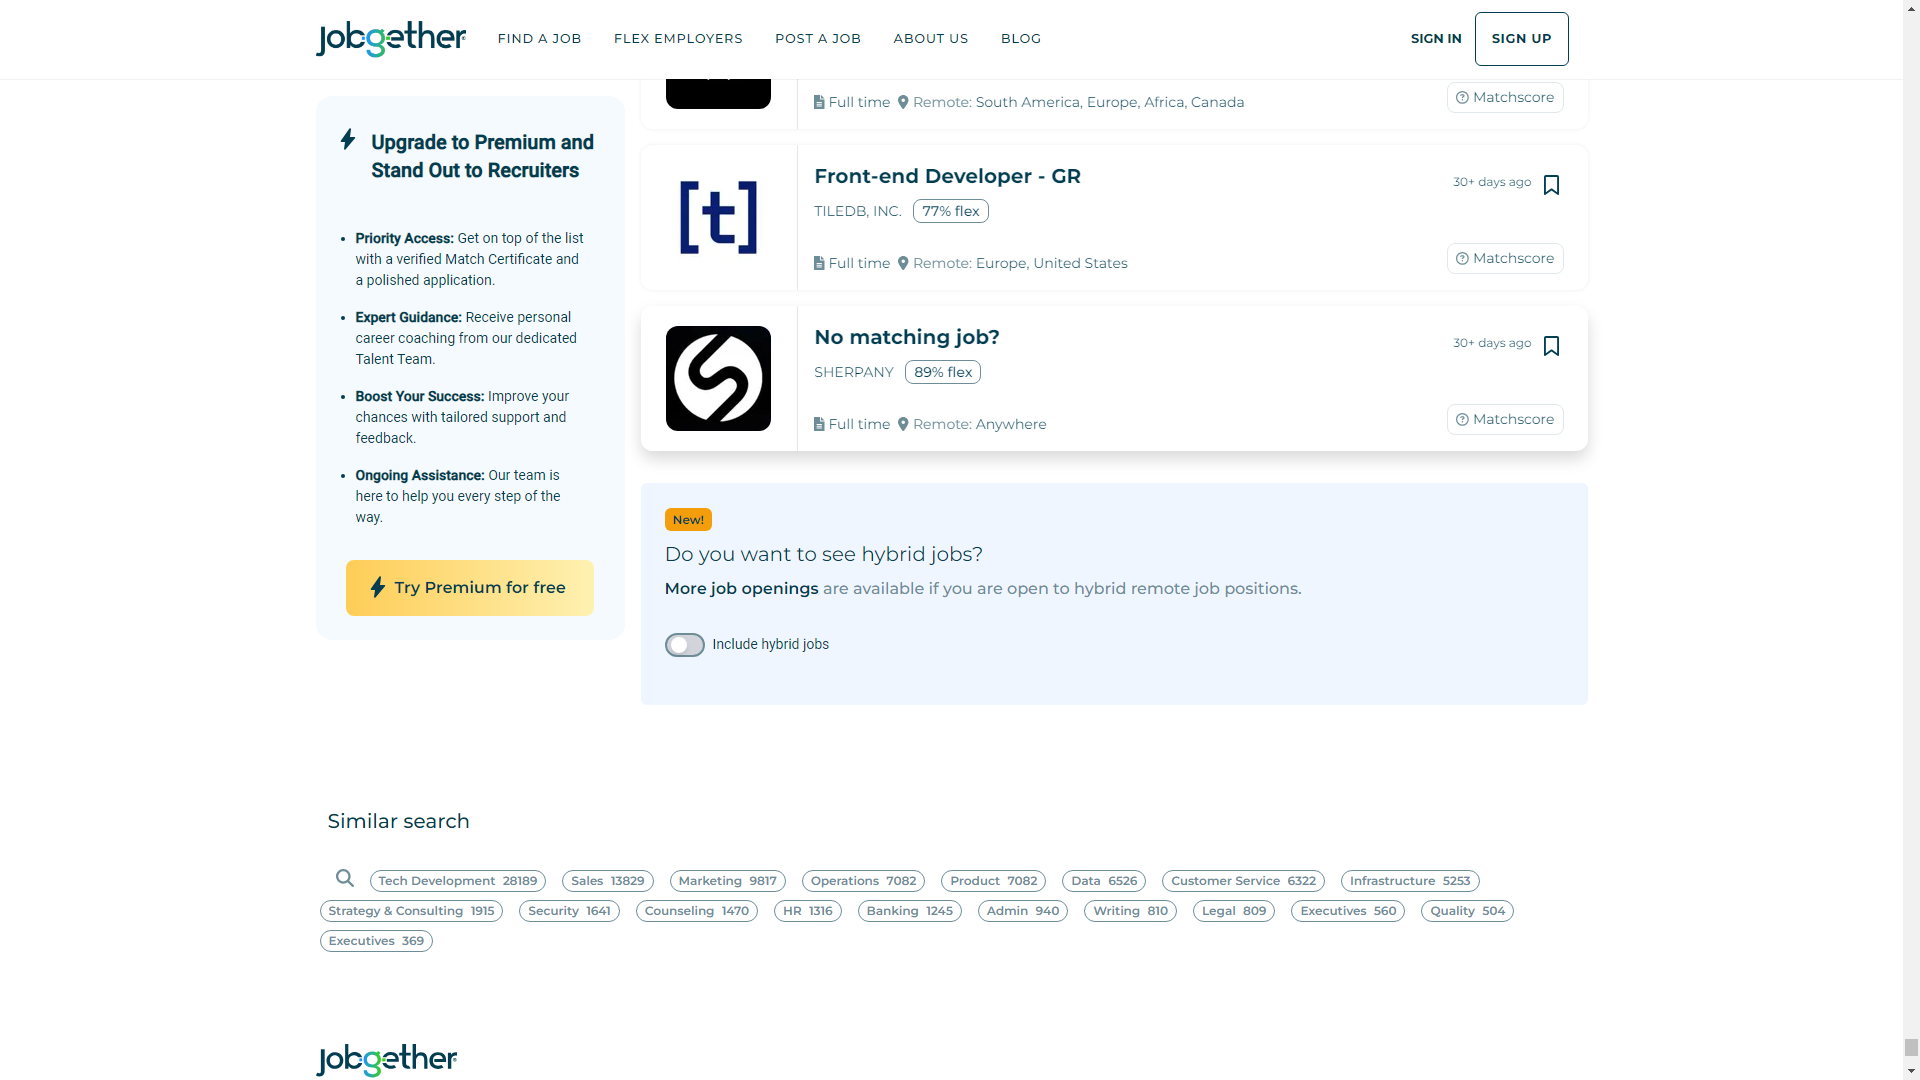 jobgether
FIND A JOB
FLEX EMPLOYERS
POST A JOB
ABOUT US
BLOG
SIGN IN
SIGN UP
Upgrade to Premium and
Stand Out to Recruiters
• Priority Access: Get on top of the list
with a verified Match Certificate and
a polished application.
• Expert Guidance: Receive personal
career coaching from our dedicated
Talent Team.
• Boost Your Success: Improve your
chances with tailored support and
feedback.
• Ongoing Assistance: Our team is
here to help you every step of the
way.
Try Premium for free
Full time Remote: South America, Europe, Africa, Canada
Matchscore
[t]
Front-end Developer - GR
30+ days ago
TILEDB, INC. 77% flex
Full time Remote: Europe, United States
Matchscore
No matching job?
30+ days ago
SHERPANY 89% flex
Full time Remote: Anywhere
Matchscore
New!
Do you want to see hybrid jobs?
More job openings are available if you are open to hybrid remote job positions.
Include hybrid jobs
Similar search
Tech Development 28189 Sales 13829 Marketing 9817 Operations 7082 Product 7082 Data 6526 Customer Service 6322 Infrastructure 5253
Strategy & Consulting 1915 Security 1641 Counseling 1470 HR 1316 Banking 1245 Admin 940 Writing 810 Legal 809 Executives 560 Quality 504
Executives 369
jobgether